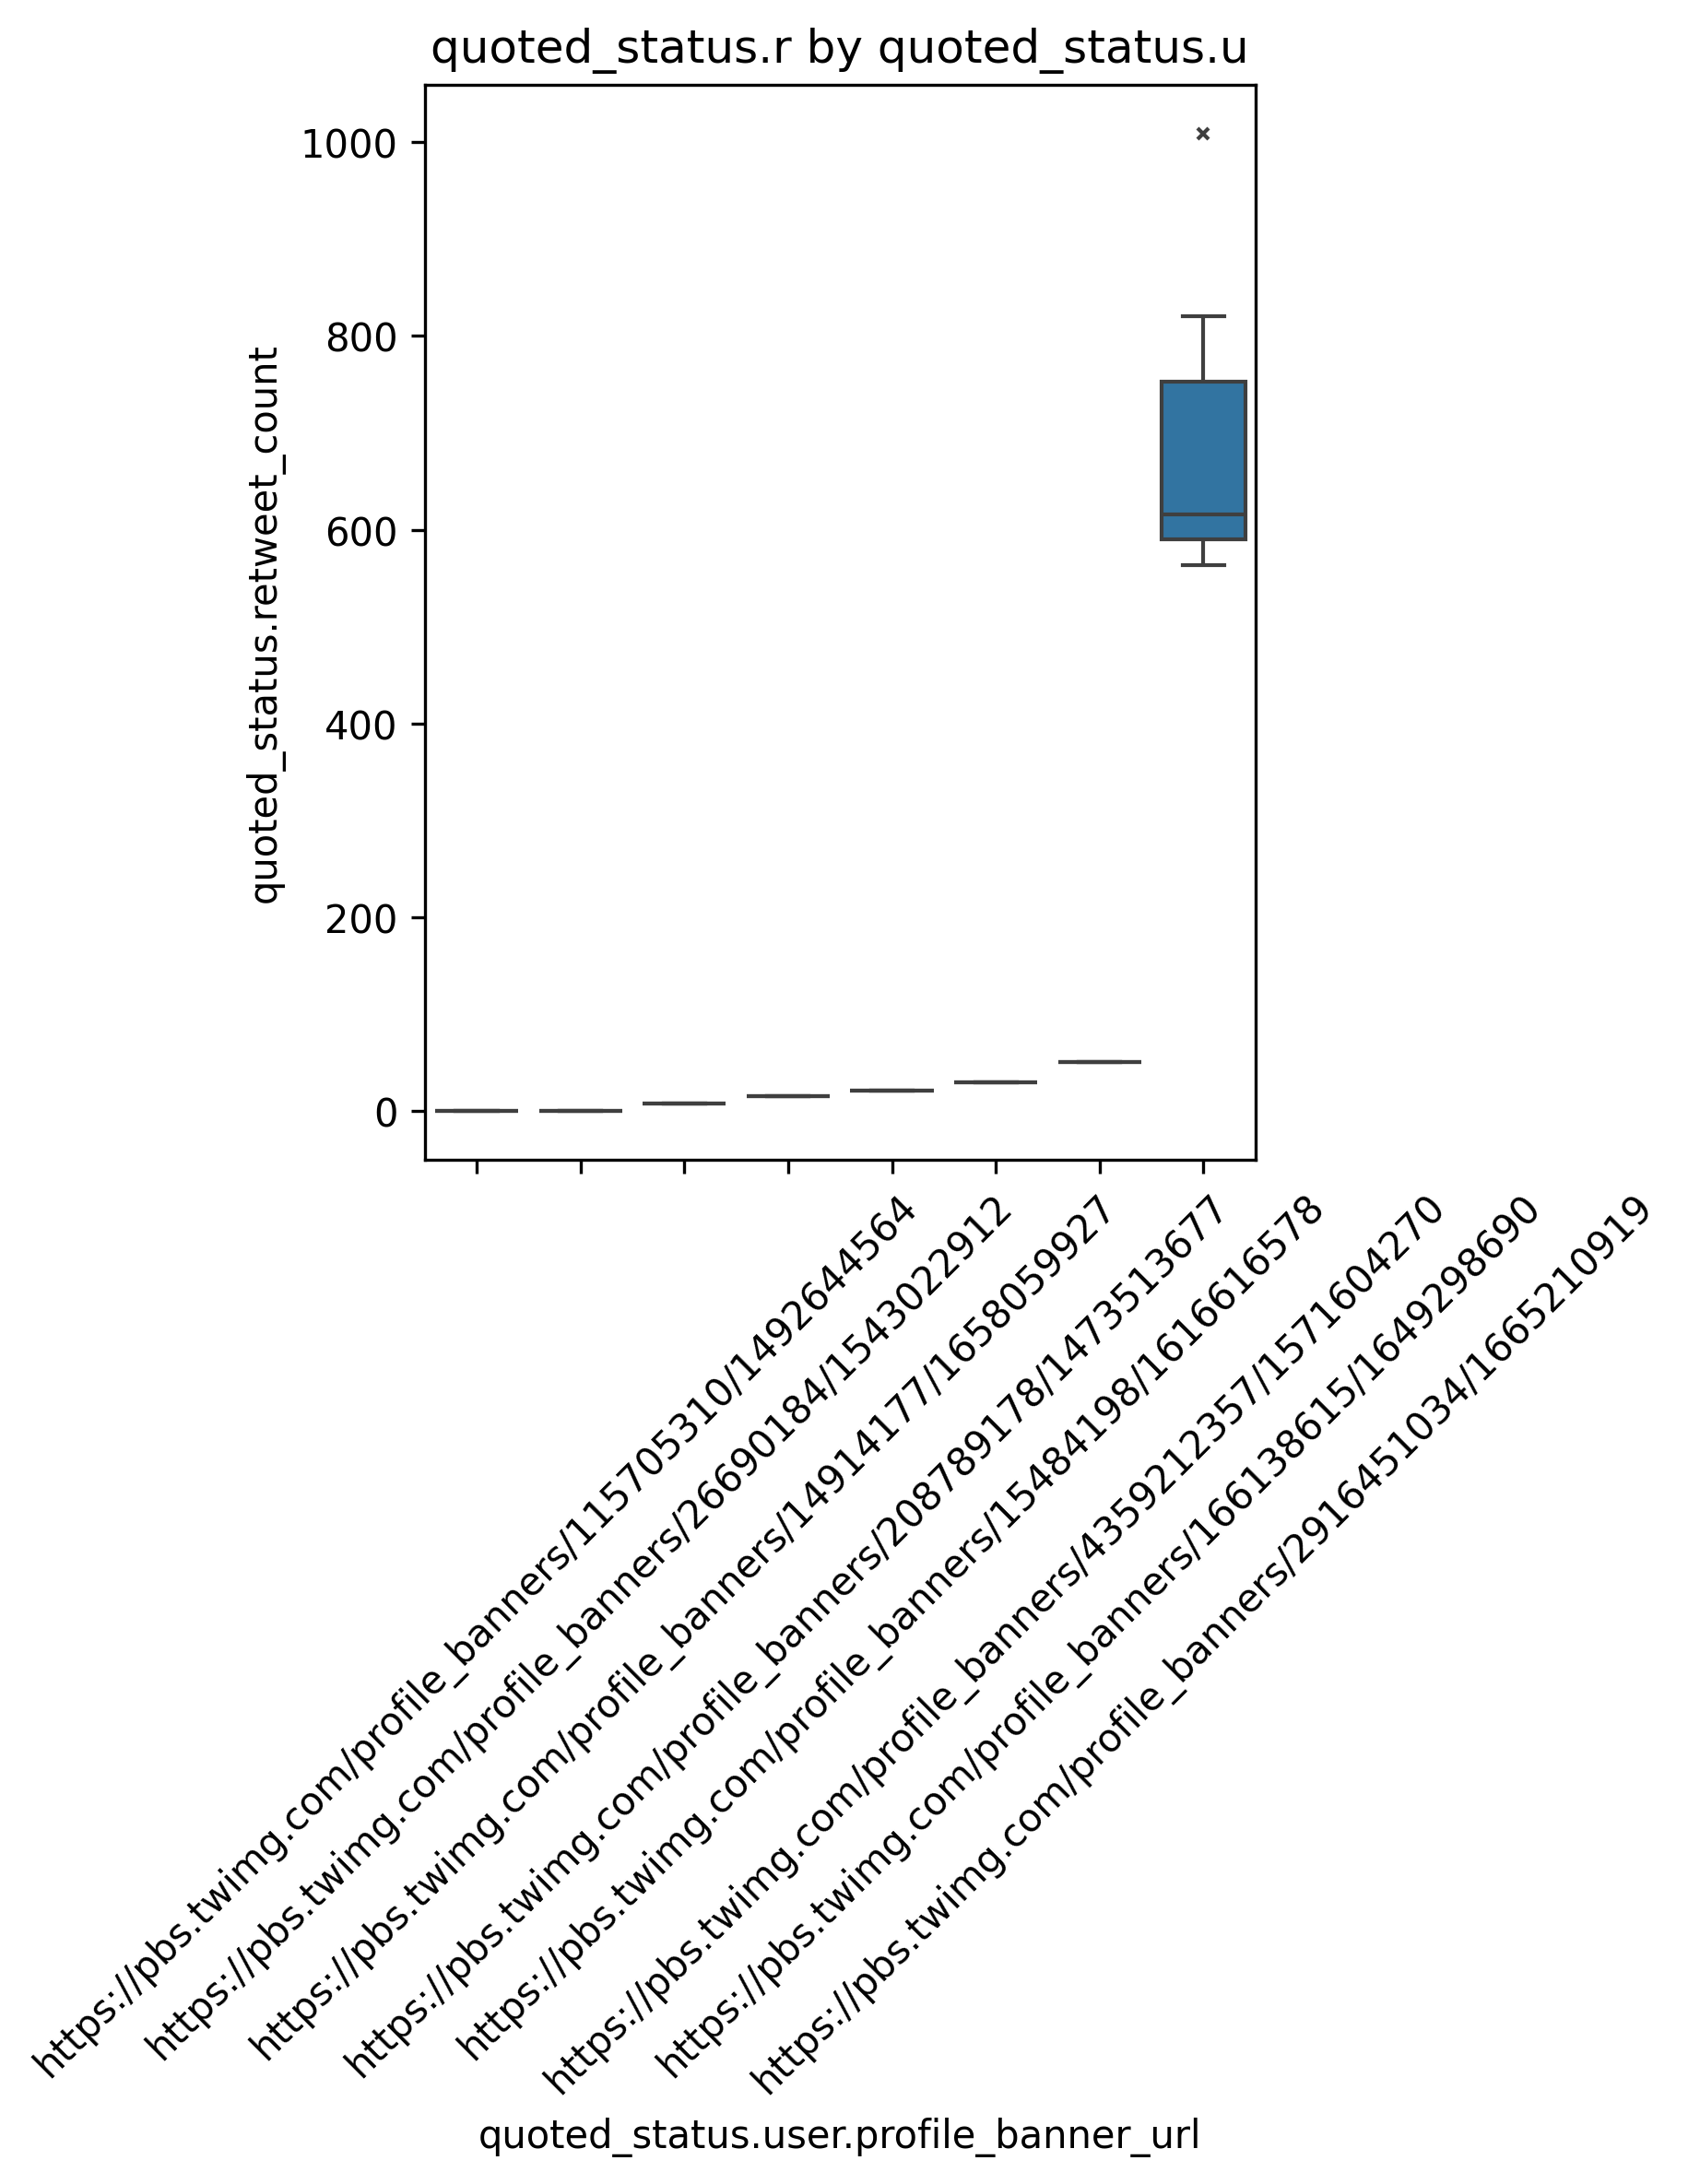 quoted_status.r by quoted_status.u
1000
800
600
400
200
0
quoted_status.retweet_count
https://pbs.twimg.com/profile_banners/115705310/1492644564
https://pbs.twimg.com/profile_banners/26690184/1543022912
https://pbs.twimg.com/profile_banners/14914177/1658059927
https://pbs.twimg.com/profile_banners/208789178/1473513677
https://pbs.twimg.com/profile_banners/15484198/1616616578
https://pbs.twimg.com/profile_banners/4359212357/1571604270
https://pbs.twimg.com/profile_banners/166138615/1649298690
https://pbs.twimg.com/profile_banners/2916451034/1665210919
quoted_status.user.profile_banner_url